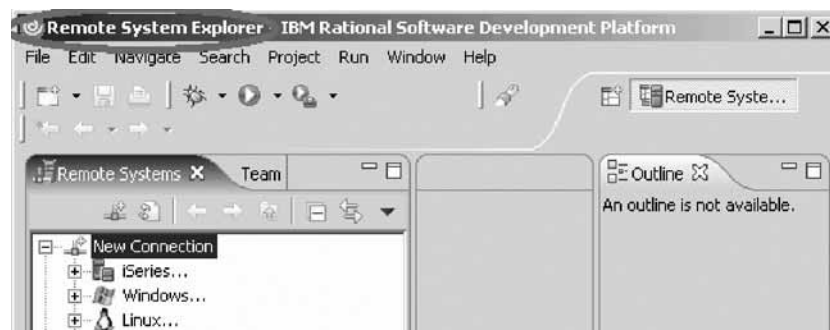 Remote System Explorer - IBM Rational Software Development Platform
File Edit Navigate Search Project Run Window Help
Remote Syste...
Remote Systems Team
Outline
An outline is not available.
New Connection
iSeries...
Windows...
Linux...